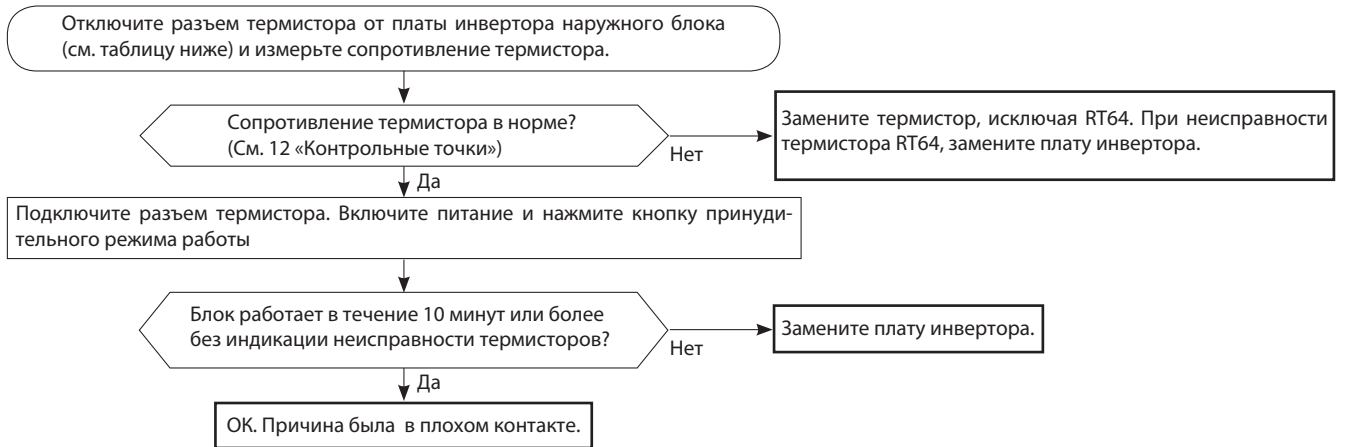 Отключите разъем термистора от платы инвертора наружного блока
(см. таблицу ниже) и измерьте сопротивление термистора.
Сопротивление термистора в норме?
(См. 12 «Контрольные точки»)
Нет
Замените термистор, исключая RT64. При неисправности
термистора RT64, замените плату инвертора.
Да
Подключите разъем термистора. Включите питание и нажмите кнопку принуди-
тельного режима работы
Блок работает в течение 10 минут или более
без индикации неисправности термисторов?
Нет
Замените плату инвертора.
Да
ОК. Причина была в плохом контакте.